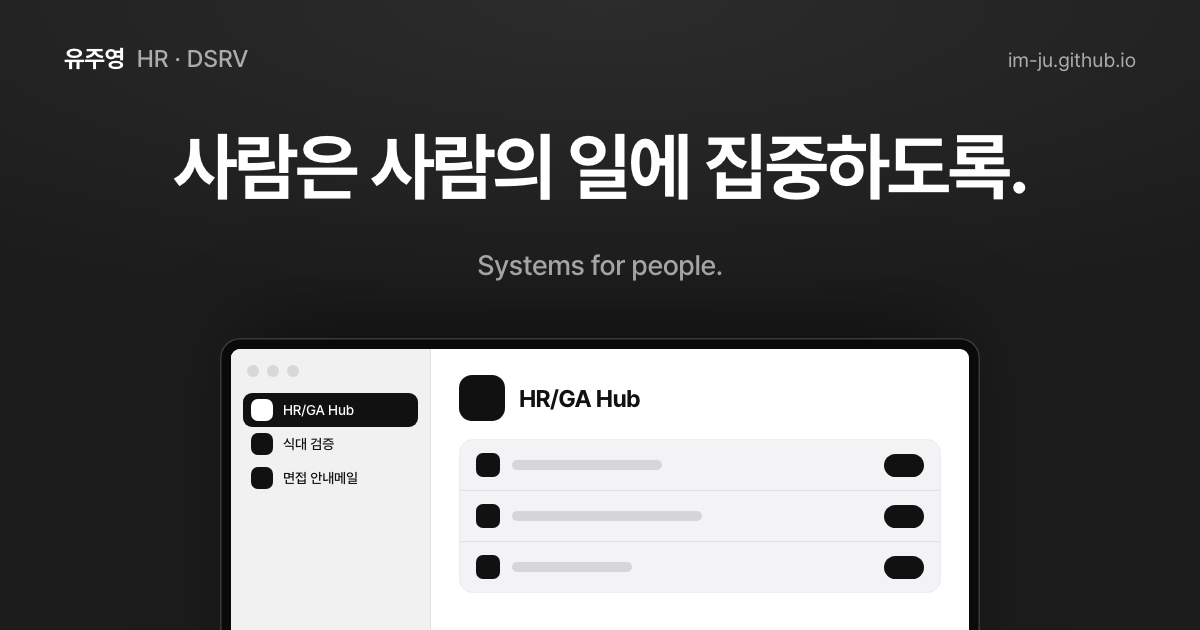 유주영 HR · DSRV
im-ju.github.io
사람은 사람의 일에 집중하도록.
Systems for people.
HR/GA Hub
식대 검증
면접 안내메일
HR/GA Hub